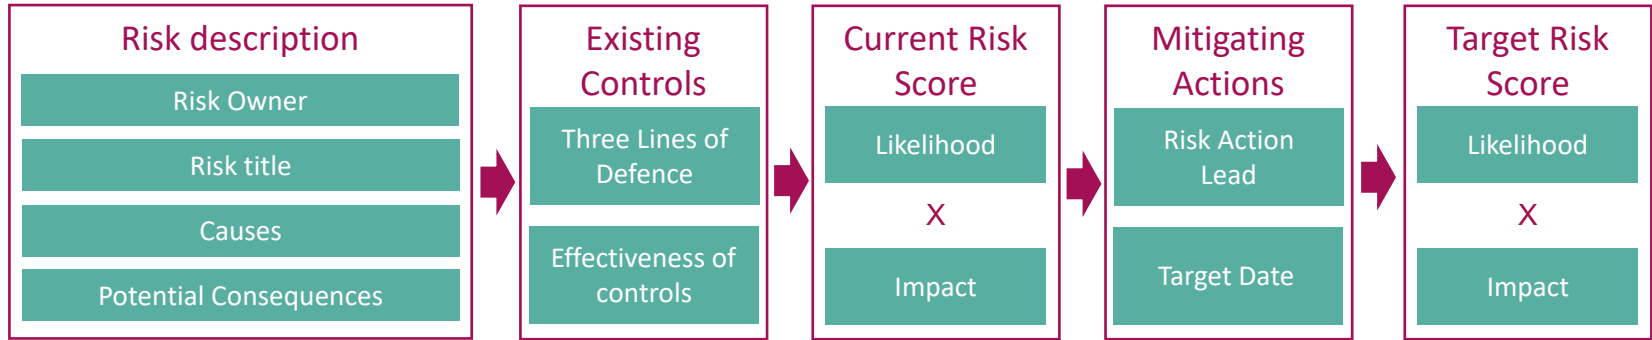 Risk description
Risk Owner
Risk title
Causes
Potential Consequences
Existing
Controls
Three Lines of
Defence
Effectiveness of
controls
Current Risk
Score
Likelihood
X
Impact
Mitigating
Actions
Risk Action
Lead
Target Date
Target Risk
Score
Likelihood
X
Impact